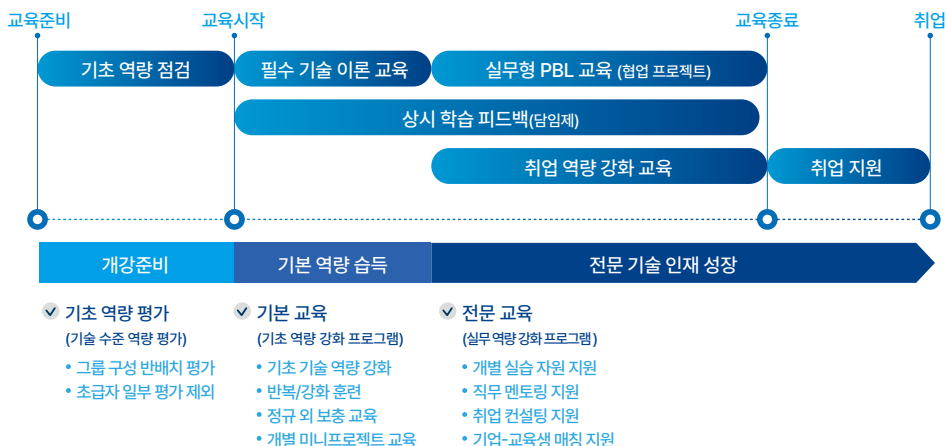 교육준비
교육시작
교육종료
취업
기초 역량 점검
필수 기술 이론 교육
실무형 PBL 교육 (협업 프로젝트)
상시 학습 피드백(담임제)
취업 역량 강화 교육
취업 지원
개강준비
기본 역량 습득
전문 기술 인재 성장
기초 역량 평가
(기술 수준 역량 평가)
• 그룹 구성 반배치 평가
• 초급자 일부 평가 제외
기본 교육
(기초 역량 강화 프로그램)
• 기초 기술 역량 강화
• 반복/강화 훈련
• 정규 외 보충 교육
• 개별 미니프로젝트 교육
전문 교육
(실무 역량 강화 프로그램)
• 개별 실습 자원 지원
• 직무 멘토링 지원
• 취업 컨설팅 지원
• 기업-교육생 매칭 지원